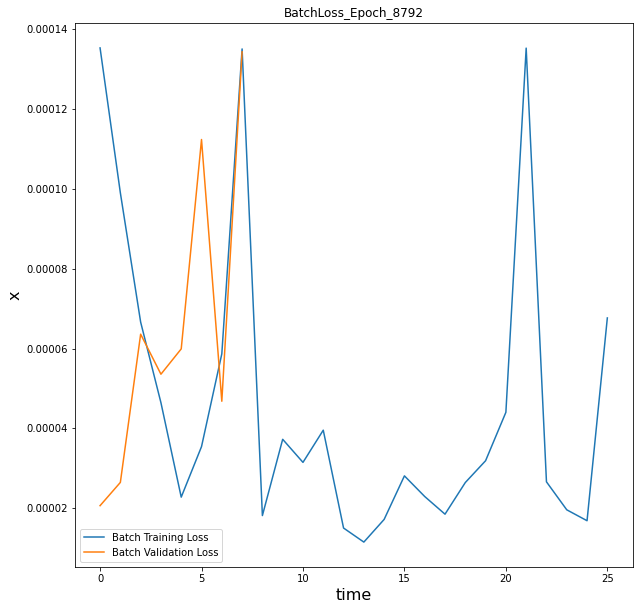 BatchLoss_Epoch_8792
0.00014
0.00012
0.00010
0.00008
0.00006
0.00004
0.00002
x
Batch Training Loss
Batch Validation Loss
0 5 10 15 20 25
time